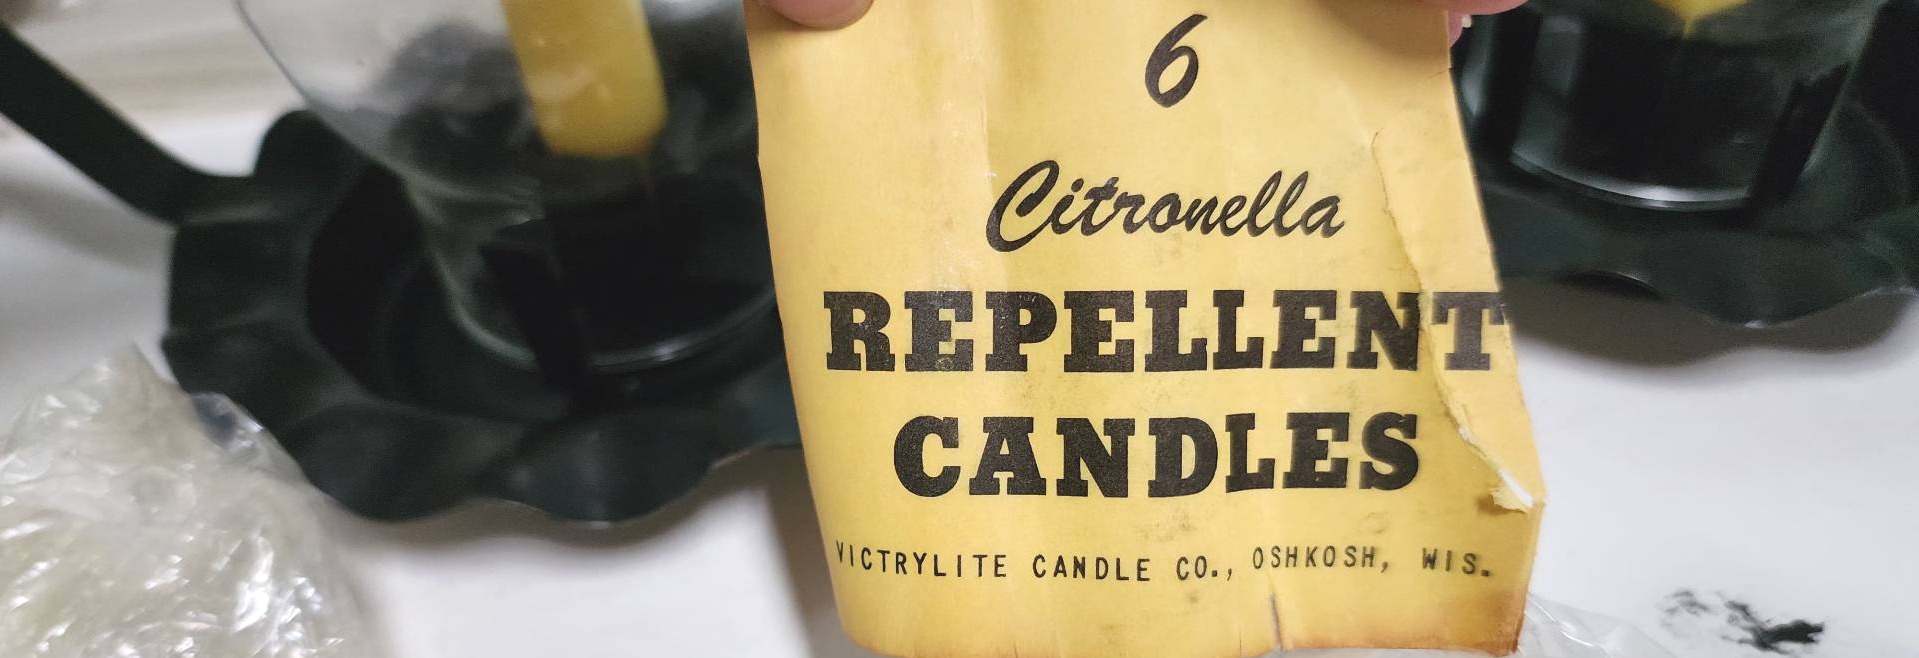 6
Citronella
REPELLENT
CANDLES
VICTRYLITE CANDLE CO., OSHKOSH, WIS.